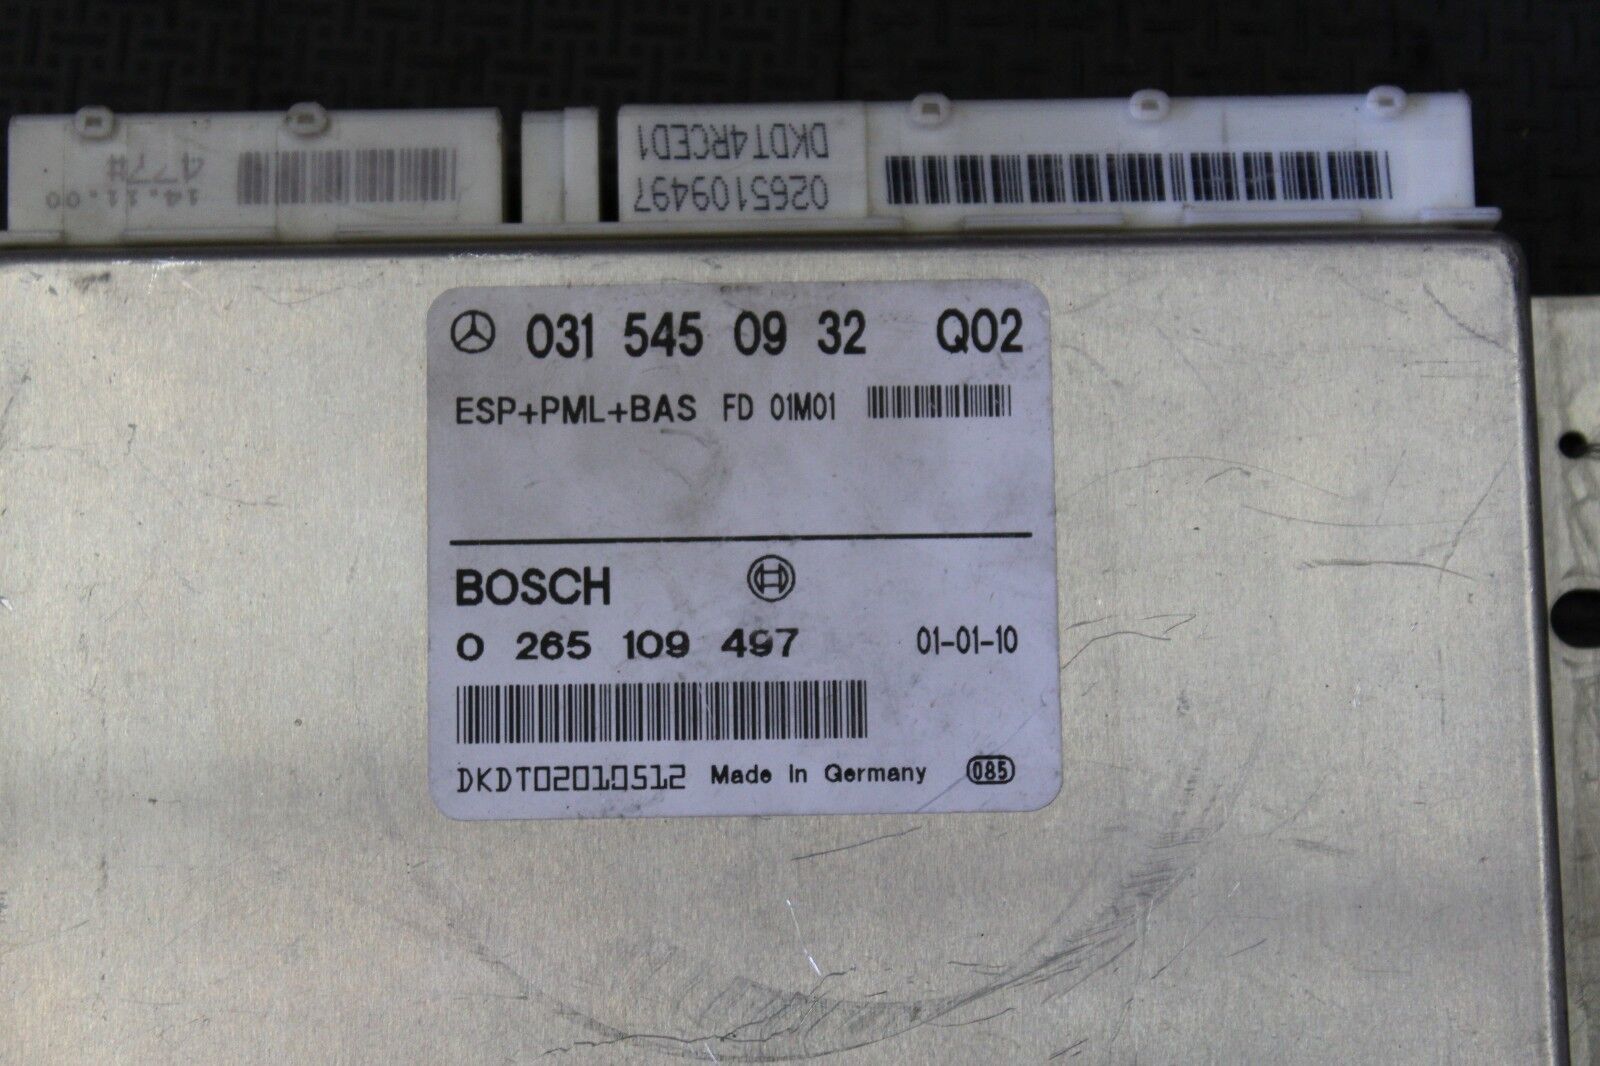 14.11.00
477#
DKDT4RCED1
0265109497
031 545 09 32 Q02
ESP+PML+BAS FD 01M01
BOSCH
0 265 109 497 01-01-10
DKDT02010512 Made in Germany 085